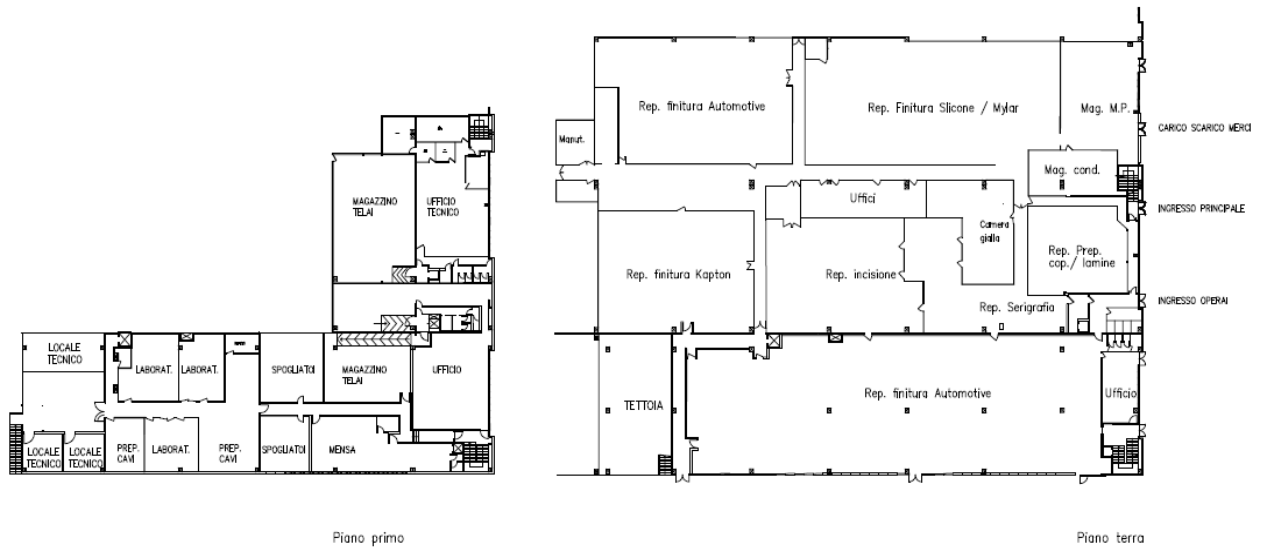 MAGAZZINO
TELAI
UFFICIO
TECNICO
LOCALE
TECNICO
LABORAT.
LABORAT.
SPOGLIATOI
MAGAZZINO
TELAI
UFFICIO
LOCALE
TECNICO
LOCALE
TECNICO
PREP.
CAVI
LABORAT.
PREP.
CAVI
SPOGLIATOI
MENSA
Piano primo
Rep. finitura Automotive
Rep. Finitura Slicone / Mylar
Mag. M.P.
CARICO SCARICO MERCI
Manut.
Mag. cond.
Uffici
INGRESSO PRINCIPALE
Camera
gialla
Rep. Prep.
cop./ lamine
Rep. finitura Kapton
Rep. incisione
Rep. Serigrafia
INGRESSO OPERAI
TETTOIA
Rep. finitura Automotive
Ufficio
Piano terra